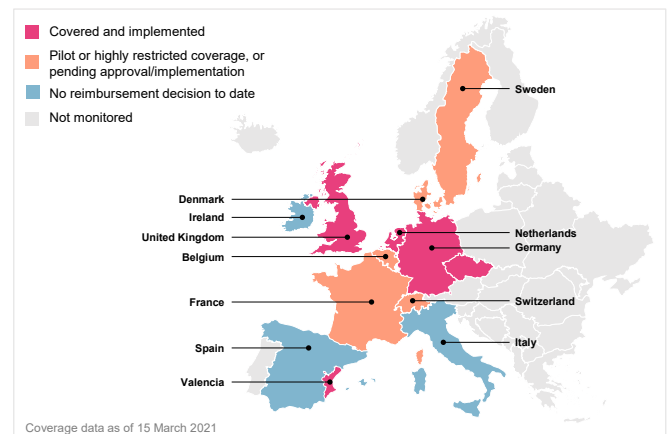 Covered and implemented
Pilot or highly restricted coverage, or
pending approval/implementation
No reimbursement decision to date
Not monitored
Sweden
Denmark
Ireland
United Kingdom
Belgium
France
Spain
Valencia
Netherlands
Germany
Switzerland
Italy
Coverage data as of 15 March 2021